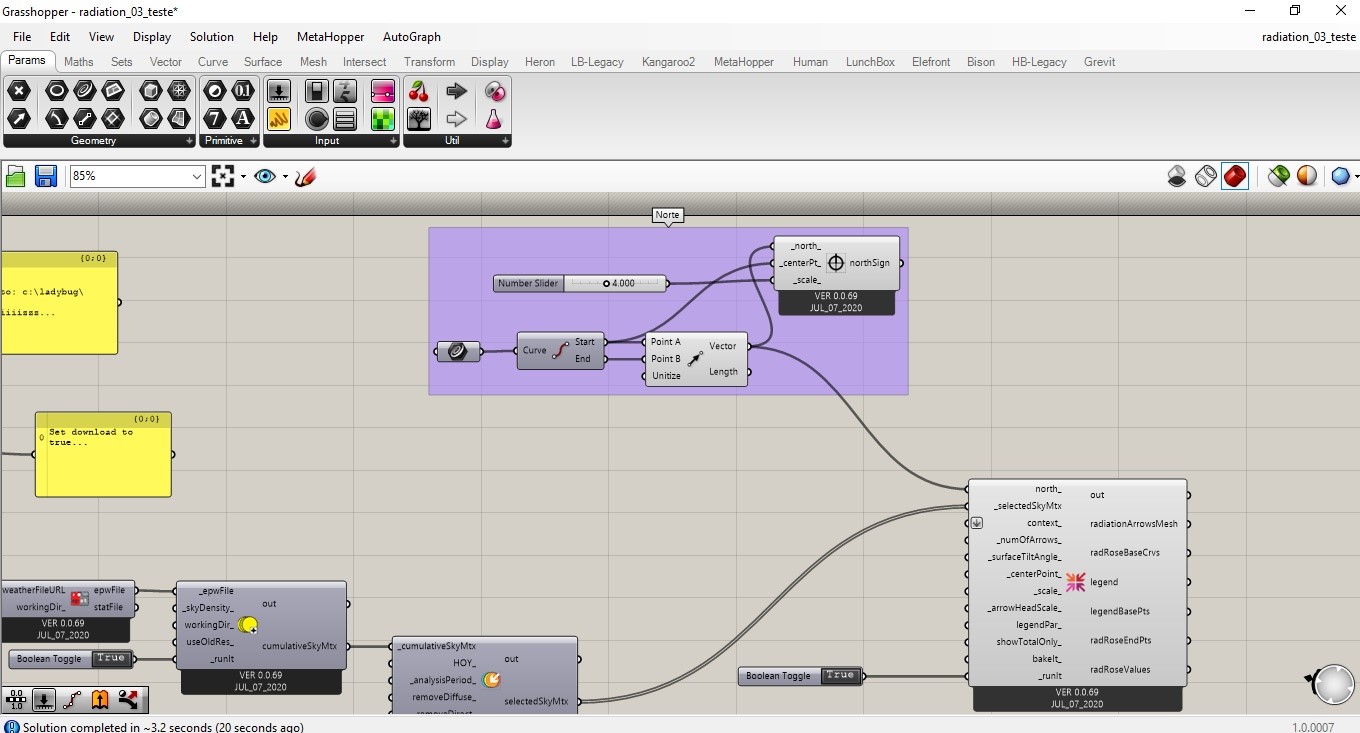 Grasshopper - radiation_03_teste*
File Edit View Display Solution Help MetaHopper AutoGraph radiation_03_teste
Params Maths Sets Vector Curve Surface Mesh Intersect Transform Display Heron LB-Legacy Kangaroo2 MetaHopper Human LunchBox Elefront Bison HB-Legacy Grevit
0.1
7 A
Geometry Primitive Input Util
85%
Norte
{0;0}
to: c:\ladybug\
iiiisss...
Number Slider 4.000
_north_
_centerPt_
_scale_
northSign
VER 0.0.69
JUL_07_2020
Curve
Start
End
Point A
Point B
Unitize
Vector
Length
{0;0}
0 Set download to
true...
north_
_selectedSkyMtx
context_
_numOfArrows_
_surfaceTiltAngle_
_centerPoint_
_scale_
_arrowHeadScale_
legendPar_
showTotalOnly_
bakeIt_
_runIt
out
radiationArrowsMesh
radRoseBaseCrvs
legend
legendBasePts
radRoseEndPts
radRoseValues
VER 0.0.69
JUL_07_2020
weatherFileURL
workingDir_
epwFile
statFile
VER 0.0.69
JUL_07_2020
Boolean Toggle True
_epwFile
_skyDensity_
workingDir_
useOldRes_
_runIt
out
cumulativeSkyMtx
VER 0.0.69
JUL_07_2020
_cumulativeSkyMtx
HOY_
_analysisPeriod_
removeDiffuse_
removeDirect
out
selectedSkyMtx
Boolean Toggle True
0.0
1.0
Solution completed in ~3.2 seconds (20 seconds ago) 1.0.0007